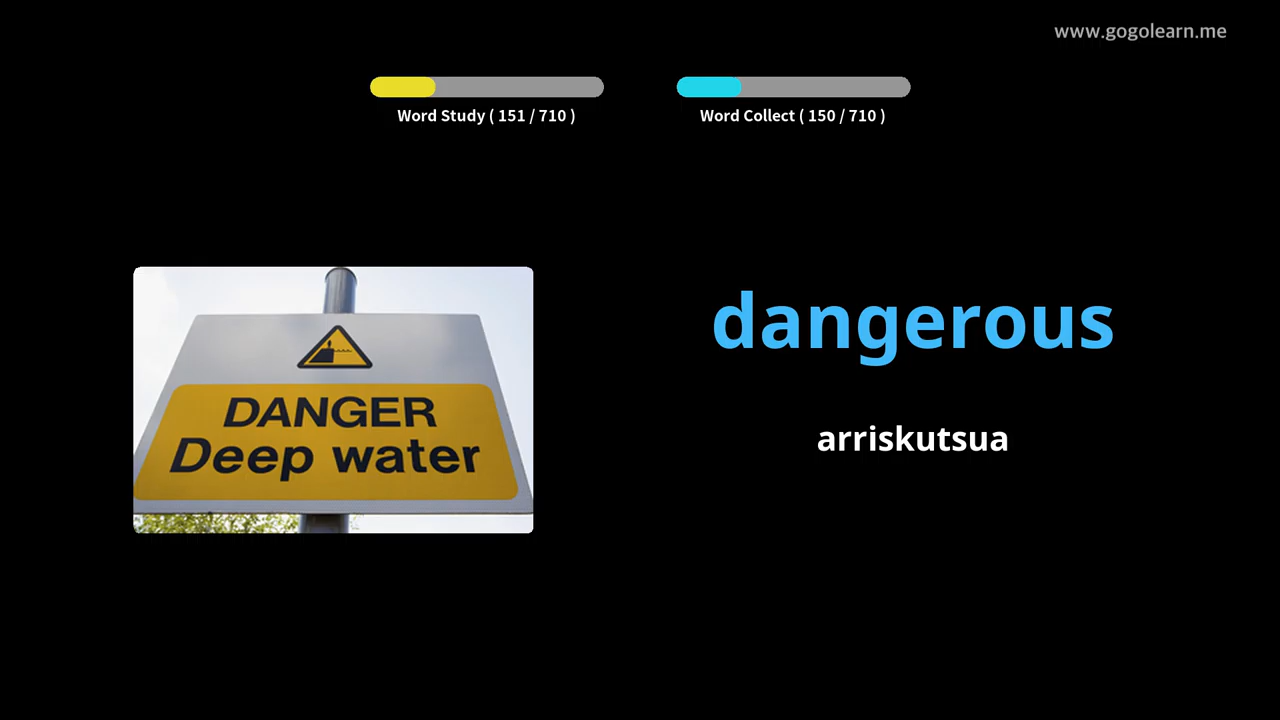 www.gogolearn.me
Word Study ( 151 / 710 )
Word Collect ( 150 / 710 )
DANGER
Deep water
dangerous
arriskutsua